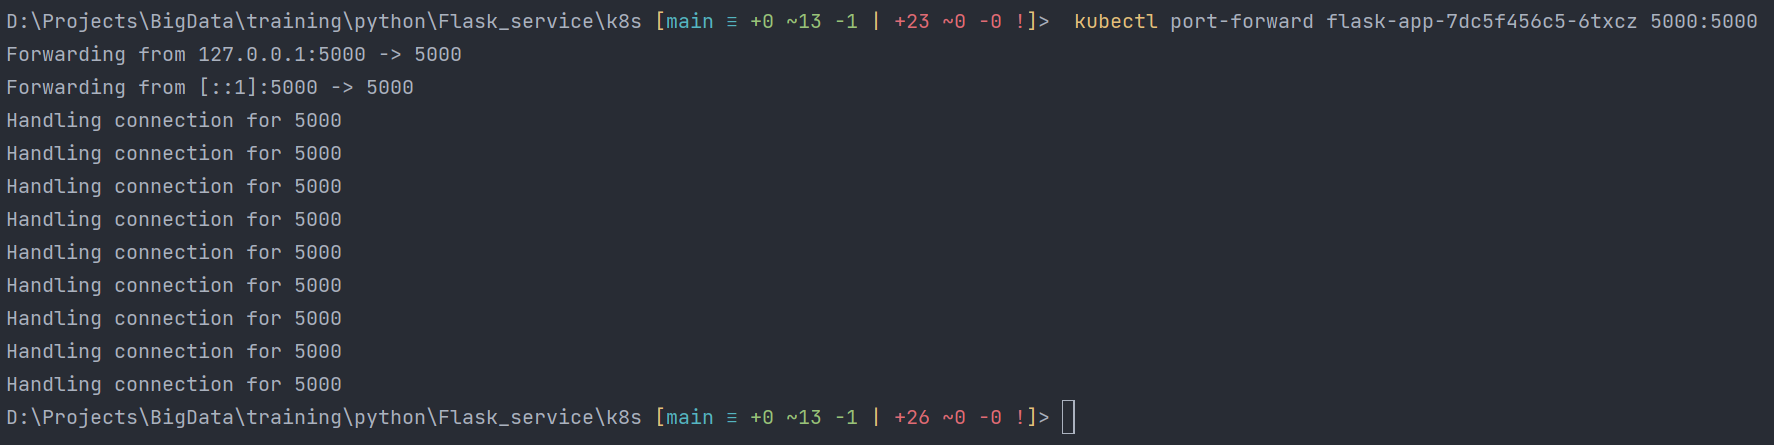 D:\Projects\BigData\training\python\Flask_service\k8s [main ≡ +0 ~13 -1 | +23 ~0 -0 !]>  kubectl port-forward flask-app-7dc5f456c5-6txcz 5000:5000
Forwarding from 127.0.0.1:5000 -> 5000
Forwarding from [::1]:5000 -> 5000
Handling connection for 5000
Handling connection for 5000
Handling connection for 5000
Handling connection for 5000
Handling connection for 5000
Handling connection for 5000
Handling connection for 5000
Handling connection for 5000
Handling connection for 5000
D:\Projects\BigData\training\python\Flask_service\k8s [main ≡ +0 ~13 -1 | +26 ~0 -0 !]>